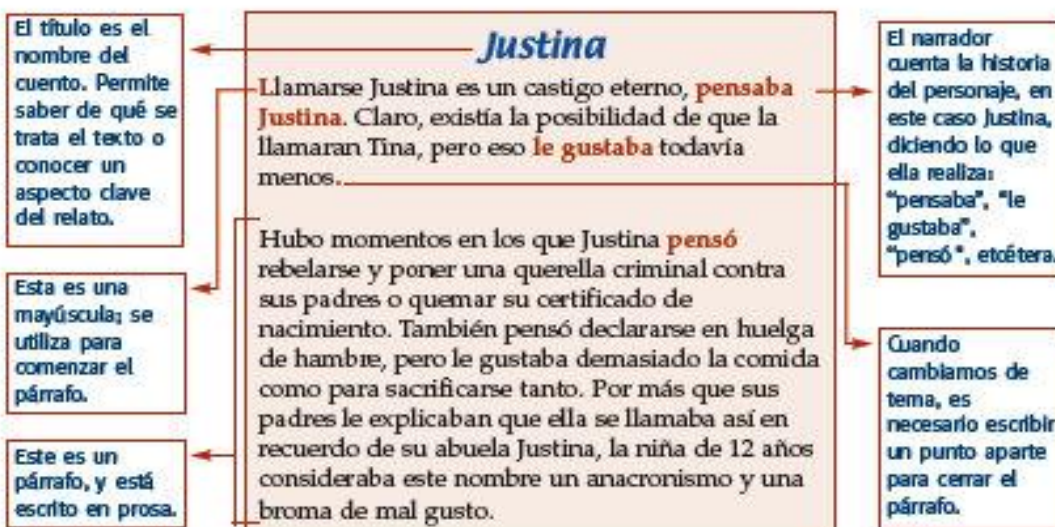 El título es el
nombre del
cuento. Permite
saber de qué se
trata el texto o
conocer un
aspecto clave
del relato.
Esta es una
mayúscula; se
utiliza para
comenzar el
párrafo.
Este es un
párrafo, y está
escrito en prosa.
Justina
Llamarse Justina es un castigo eterno, pensaba
Justina. Claro, existía la posibilidad de que la
llamaran Tina, pero eso le gustaba todavía
menos.
Hubo momentos en los que Justina pensó
rebelarse y poner una querella criminal contra
sus padres o quemar su certificado de
nacimiento. También pensó declararse en huelga
de hambre, pero le gustaba demasiado la comida
como para sacrificarse tanto. Por más que sus
padres le explicaban que ella se llamaba así en
recuerdo de su abuela Justina, la niña de 12 años
consideraba este nombre un anacronismo y una
broma de mal gusto.
El narrador
cuenta la historia
del personaje, en
este caso Justina,
diciendo lo que
ella realiza:
"pensaba", "le
gustaba",
"pensó", etcétera.
Cuando
cambiamos de
tema, es
necesario escribir
un punto aparte
para cerrar el
párrafo.